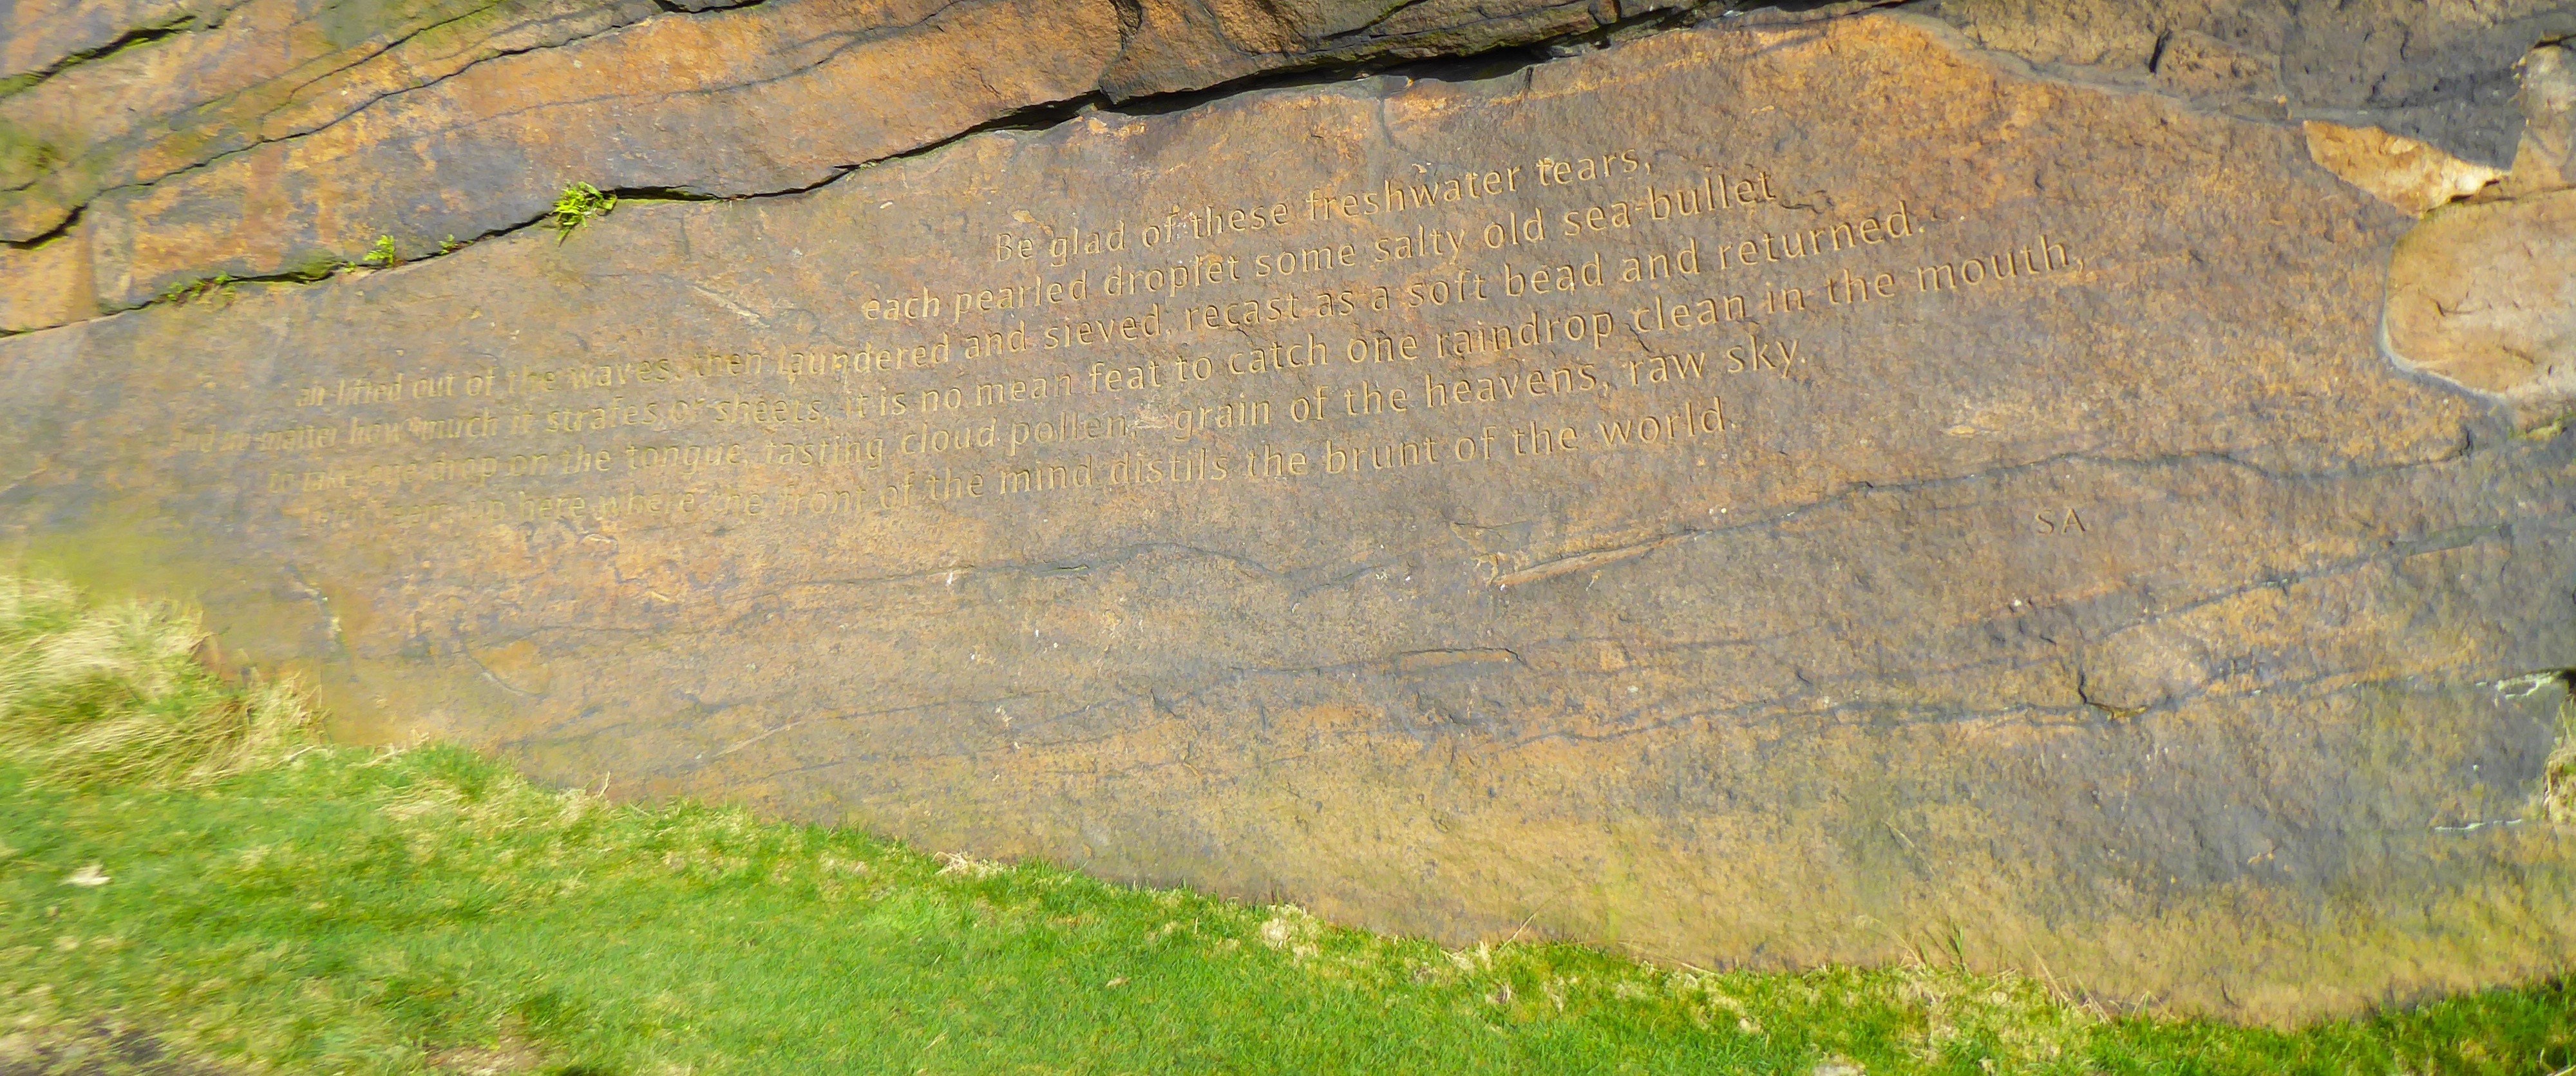 Be glad of these freshwater tears,
each pearled droplet some salty old sea-bullet
air-lifted out of the waves, then laundered and sieved, recast as a soft bead and returned.
And no matter how much it strafes or sheets, it is no mean feat to catch one raindrop clean in the mouth,
to take one drop on the tongue, tasting cloud pollen, grain of the heavens, raw sky.
up here where the front of the mind distils the brunt of the world.
SA